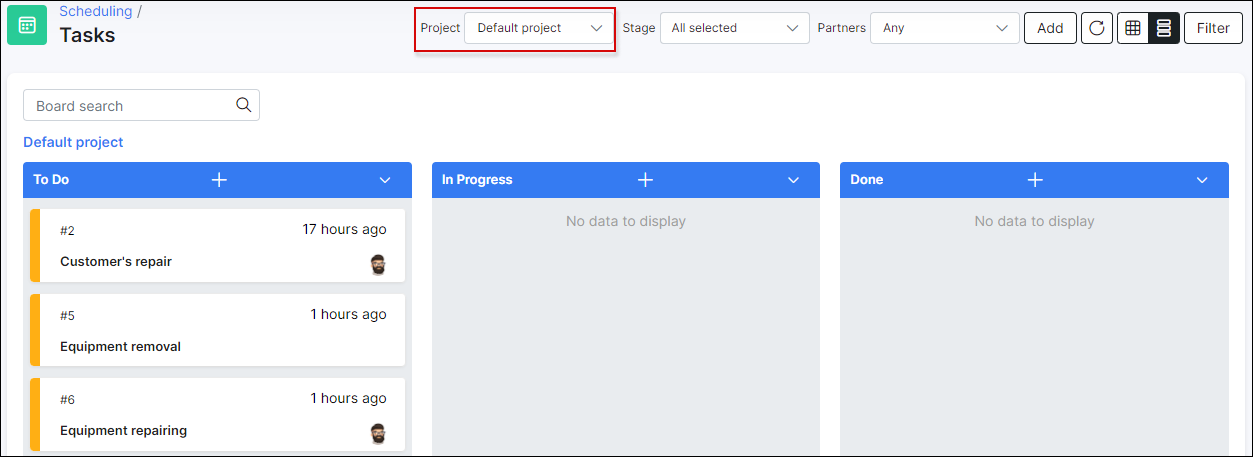 Scheduling /
Tasks
Project Default project Stage All selected Partners Any Add Filter
Board search
Default project
To Do
In Progress
Done
#2 17 hours ago
Customer's repair
#5 1 hours ago
Equipment removal
#6 1 hours ago
Equipment repairing
No data to display
No data to display